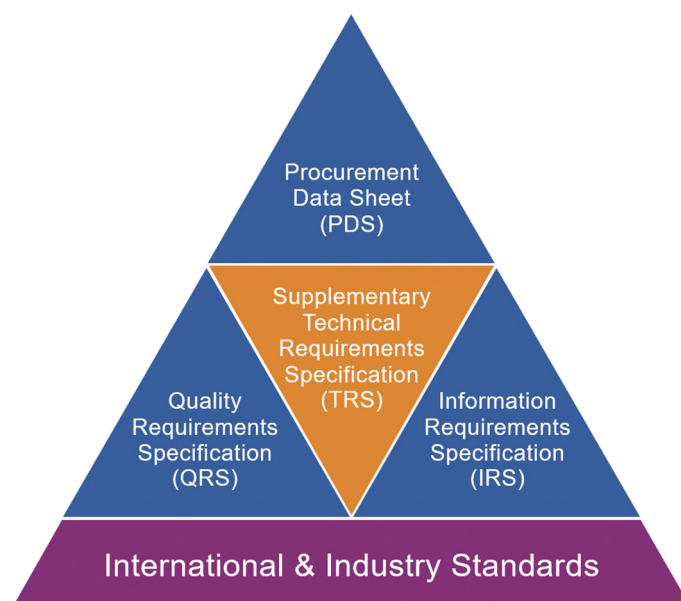 Procurement
Data Sheet
(PDS)
Supplementary
Technical
Requirements
Specification
(TRS)
Quality
Requirements
Specification
(QRS)
Information
Requirements
Specification
(IRS)
International & Industry Standards